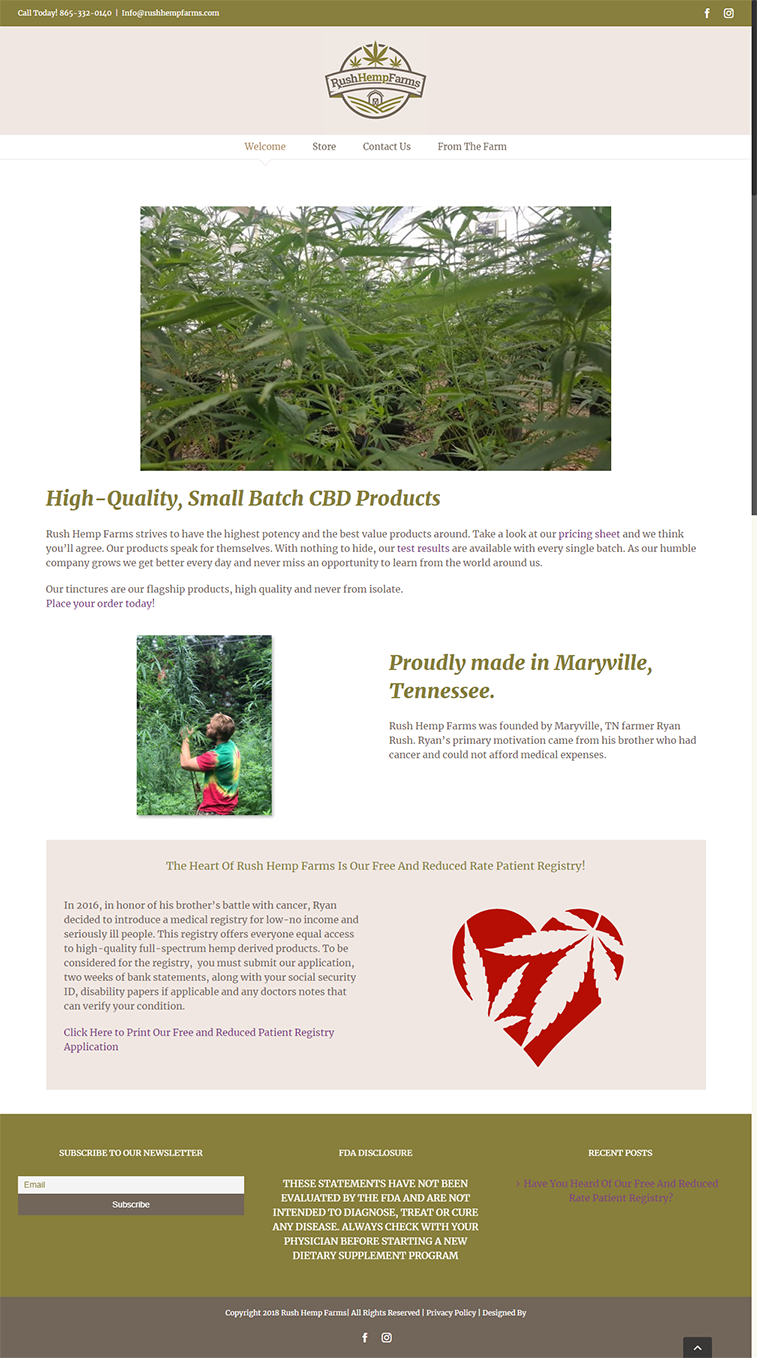 Call Today! 865-332-0140 | Info@rushhempfarms.com
RushHempFarms
Welcome Store Contact Us From The Farm
High-Quality, Small Batch CBD Products
Rush Hemp Farms strives to have the highest potency and the best value products around. Take a look at our pricing sheet and we think
you’ll agree. Our products speak for themselves. With nothing to hide, our test results are available with every single batch. As our humble
company grows we get better every day and never miss an opportunity to learn from the world around us.
Our tinctures are our flagship products, high quality and never from isolate.
Place your order today!
Proudly made in Maryville,
Tennessee.
Rush Hemp Farms was founded by Maryville, TN farmer Ryan
Rush. Ryan’s primary motivation came from his brother who had
cancer and could not afford medical expenses.
The Heart Of Rush Hemp Farms Is Our Free And Reduced Rate Patient Registry!
In 2016, in honor of his brother’s battle with cancer, Ryan
decided to introduce a medical registry for low-no income and
seriously ill people. This registry offers everyone equal access
to high-quality full-spectrum hemp derived products. To be
considered for the registry, you must submit our application,
two weeks of bank statements, along with your social security
ID, disability papers if applicable and any doctors notes that
can verify your condition.
Click Here to Print Our Free and Reduced Patient Registry
Application
SUBSCRIBE TO OUR NEWSLETTER
Email
Subscribe
FDA DISCLOSURE
THESE STATEMENTS HAVE NOT BEEN
EVALUATED BY THE FDA AND ARE NOT
INTENDED TO DIAGNOSE, TREAT OR CURE
ANY DISEASE. ALWAYS CHECK WITH YOUR
PHYSICIAN BEFORE STARTING A NEW
DIETARY SUPPLEMENT PROGRAM
RECENT POSTS
Have You Heard Of Our Free And Reduced
Rate Patient Registry?
Copyright 2018 Rush Hemp Farms| All Rights Reserved | Privacy Policy | Designed By